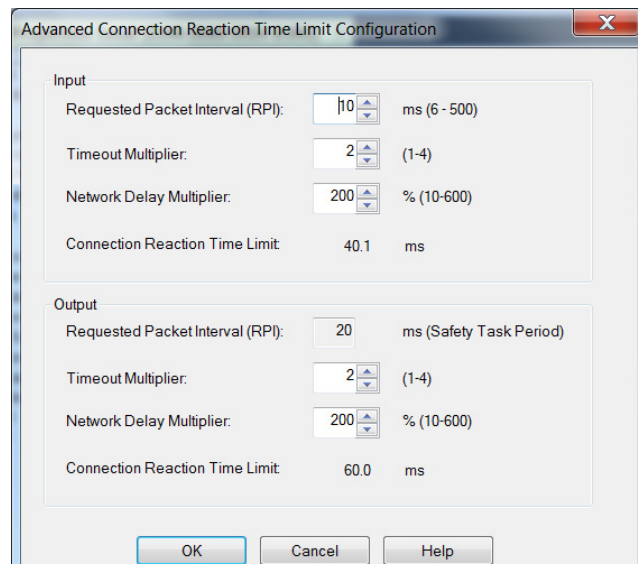 Advanced Connection Reaction Time Limit Configuration
X
Input
Requested Packet Interval (RPI): 10 ms (6 - 500)
Timeout Multiplier: 2 (1-4)
Network Delay Multiplier: 200 % (10-600)
Connection Reaction Time Limit: 40.1 ms
Output
Requested Packet Interval (RPI): 20 ms (Safety Task Period)
Timeout Multiplier: 2 (1-4)
Network Delay Multiplier: 200 % (10-600)
Connection Reaction Time Limit: 60.0 ms
OK Cancel Help